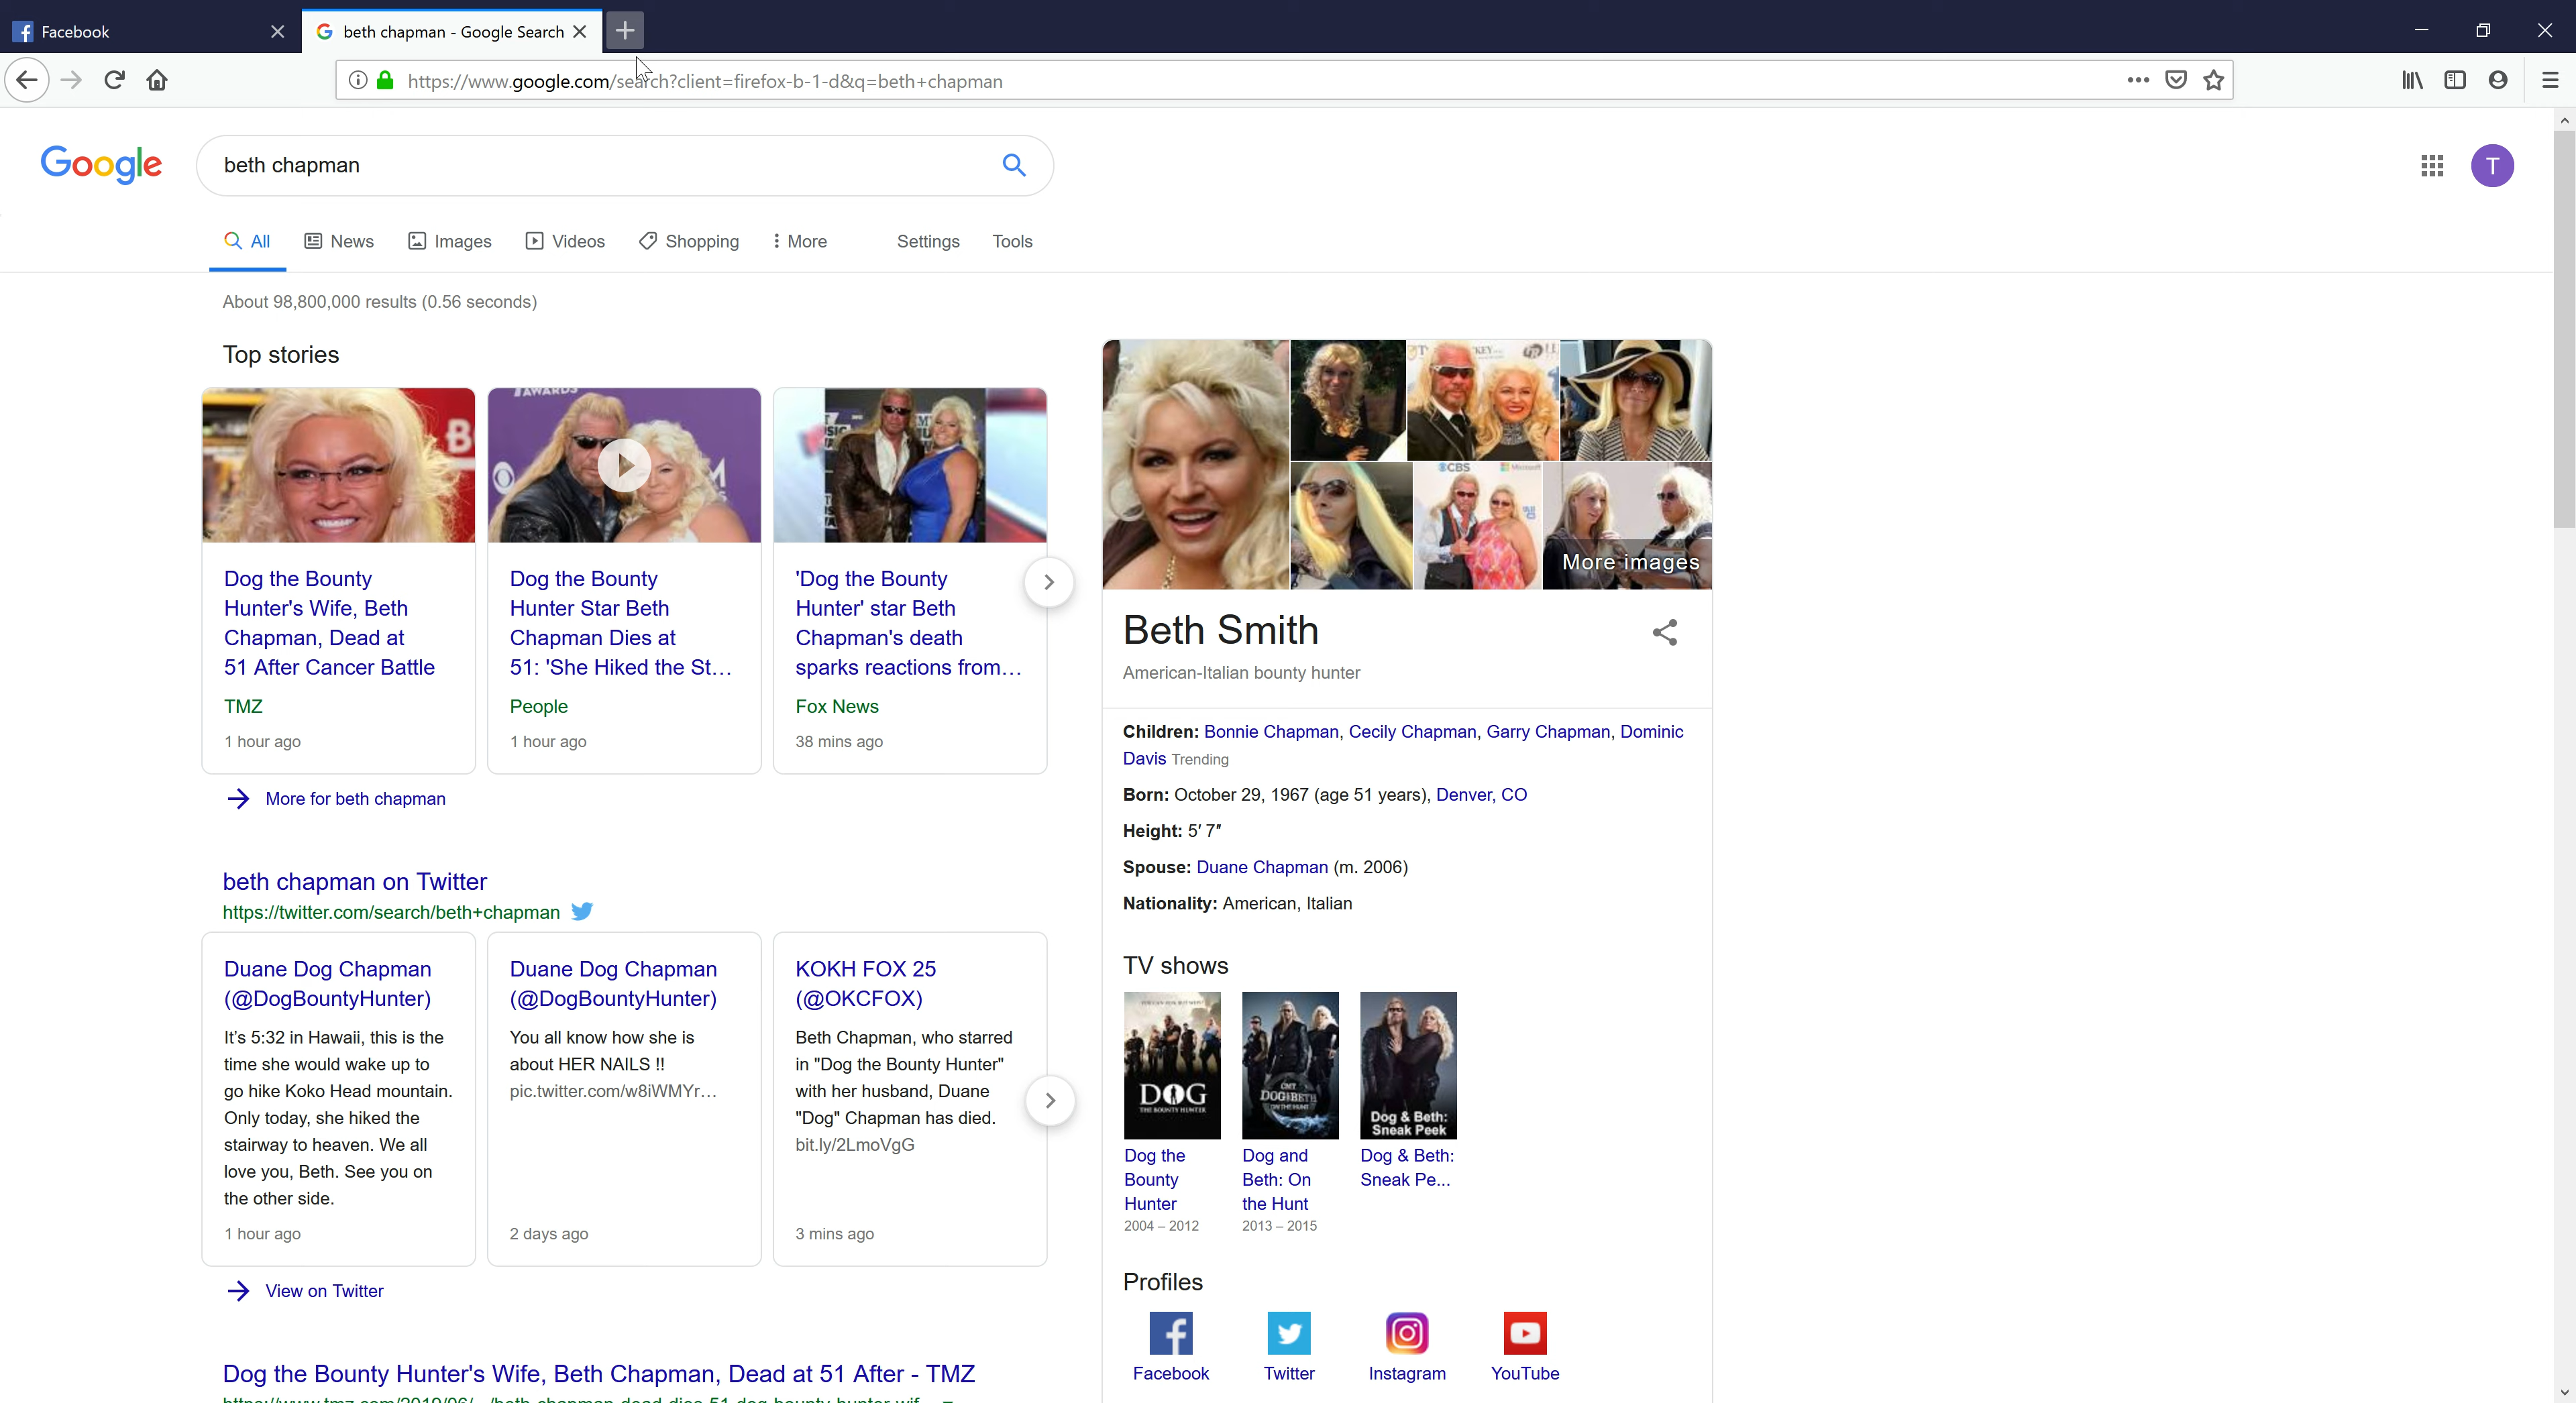 Facebook
beth chapman - Google Search
https://www.google.com/search?client=firefox-b-1-d&q=beth+chapman
Google
beth chapman
T
All
News
Images
Videos
Shopping
More
Settings
Tools
About 98,800,000 results (0.56 seconds)
Top stories
Dog the Bounty
Hunter's Wife, Beth
Chapman, Dead at
51 After Cancer Battle
TMZ
1 hour ago
Dog the Bounty
Hunter Star Beth
Chapman Dies at
51: 'She Hiked the St...
People
1 hour ago
'Dog the Bounty
Hunter' star Beth
Chapman's death
sparks reactions from...
Fox News
38 mins ago
More for beth chapman
beth chapman on Twitter
https://twitter.com/search/beth+chapman
Duane Dog Chapman
(@DogBountyHunter)
It's 5:32 in Hawaii, this is the
time she would wake up to
go hike Koko Head mountain.
Only today, she hiked the
stairway to heaven. We all
love you, Beth. See you on
the other side.
1 hour ago
Duane Dog Chapman
(@DogBountyHunter)
You all know how she is
about HER NAILS !!
pic.twitter.com/w8iWMYr...
2 days ago
KOKH FOX 25
(@OKCFOX)
Beth Chapman, who starred
in "Dog the Bounty Hunter"
with her husband, Duane
"Dog" Chapman has died.
bit.ly/2LmoVgG
3 mins ago
View on Twitter
Dog the Bounty Hunter's Wife, Beth Chapman, Dead at 51 After - TMZ
More images
Beth Smith
American-Italian bounty hunter
Children: Bonnie Chapman, Cecily Chapman, Garry Chapman, Dominic
Davis Trending
Born: October 29, 1967 (age 51 years), Denver, CO
Height: 5′ 7″
Spouse: Duane Chapman (m. 2006)
Nationality: American, Italian
TV shows
DOG
THE BOUNTY HUNTER
Dog the
Bounty
Hunter
2004 – 2012
CMT
DOG AND BETH
ON THE HUNT
Dog and
Beth: On
the Hunt
2013 – 2015
Dog & Beth:
Sneak Peek
Dog & Beth:
Sneak Pe...
Profiles
Facebook
Twitter
Instagram
YouTube